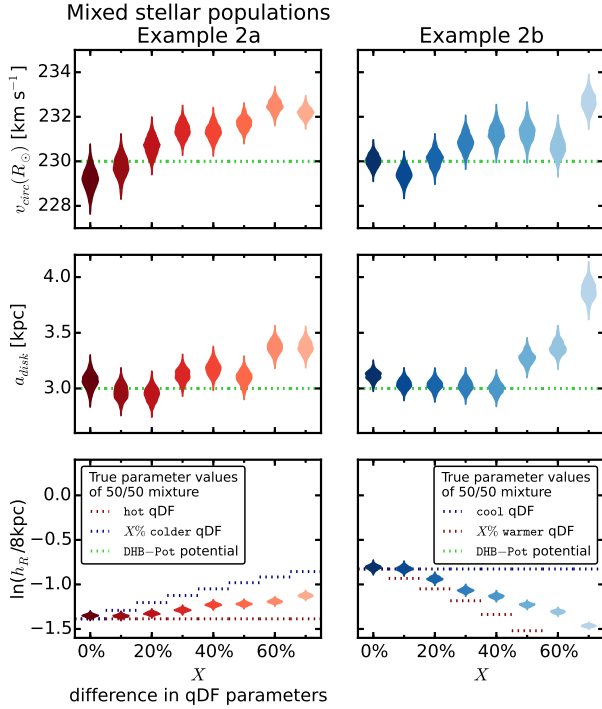 Mixed stellar populations
Example 2a
Example 2b
v_circ(R_⊙) [km s⁻¹]
234
232
230
228
a_disk [kpc]
4.0
3.5
3.0
ln(h_R/8kpc)
0.0
−0.5
−1.0
−1.5
True parameter values
of 50/50 mixture
hot qDF
X% colder qDF
DHB-Pot potential
True parameter values
of 50/50 mixture
cool qDF
X% warmer qDF
DHB-Pot potential
0% 20% 40% 60%
0% 20% 40% 60%
X
X
difference in qDF parameters